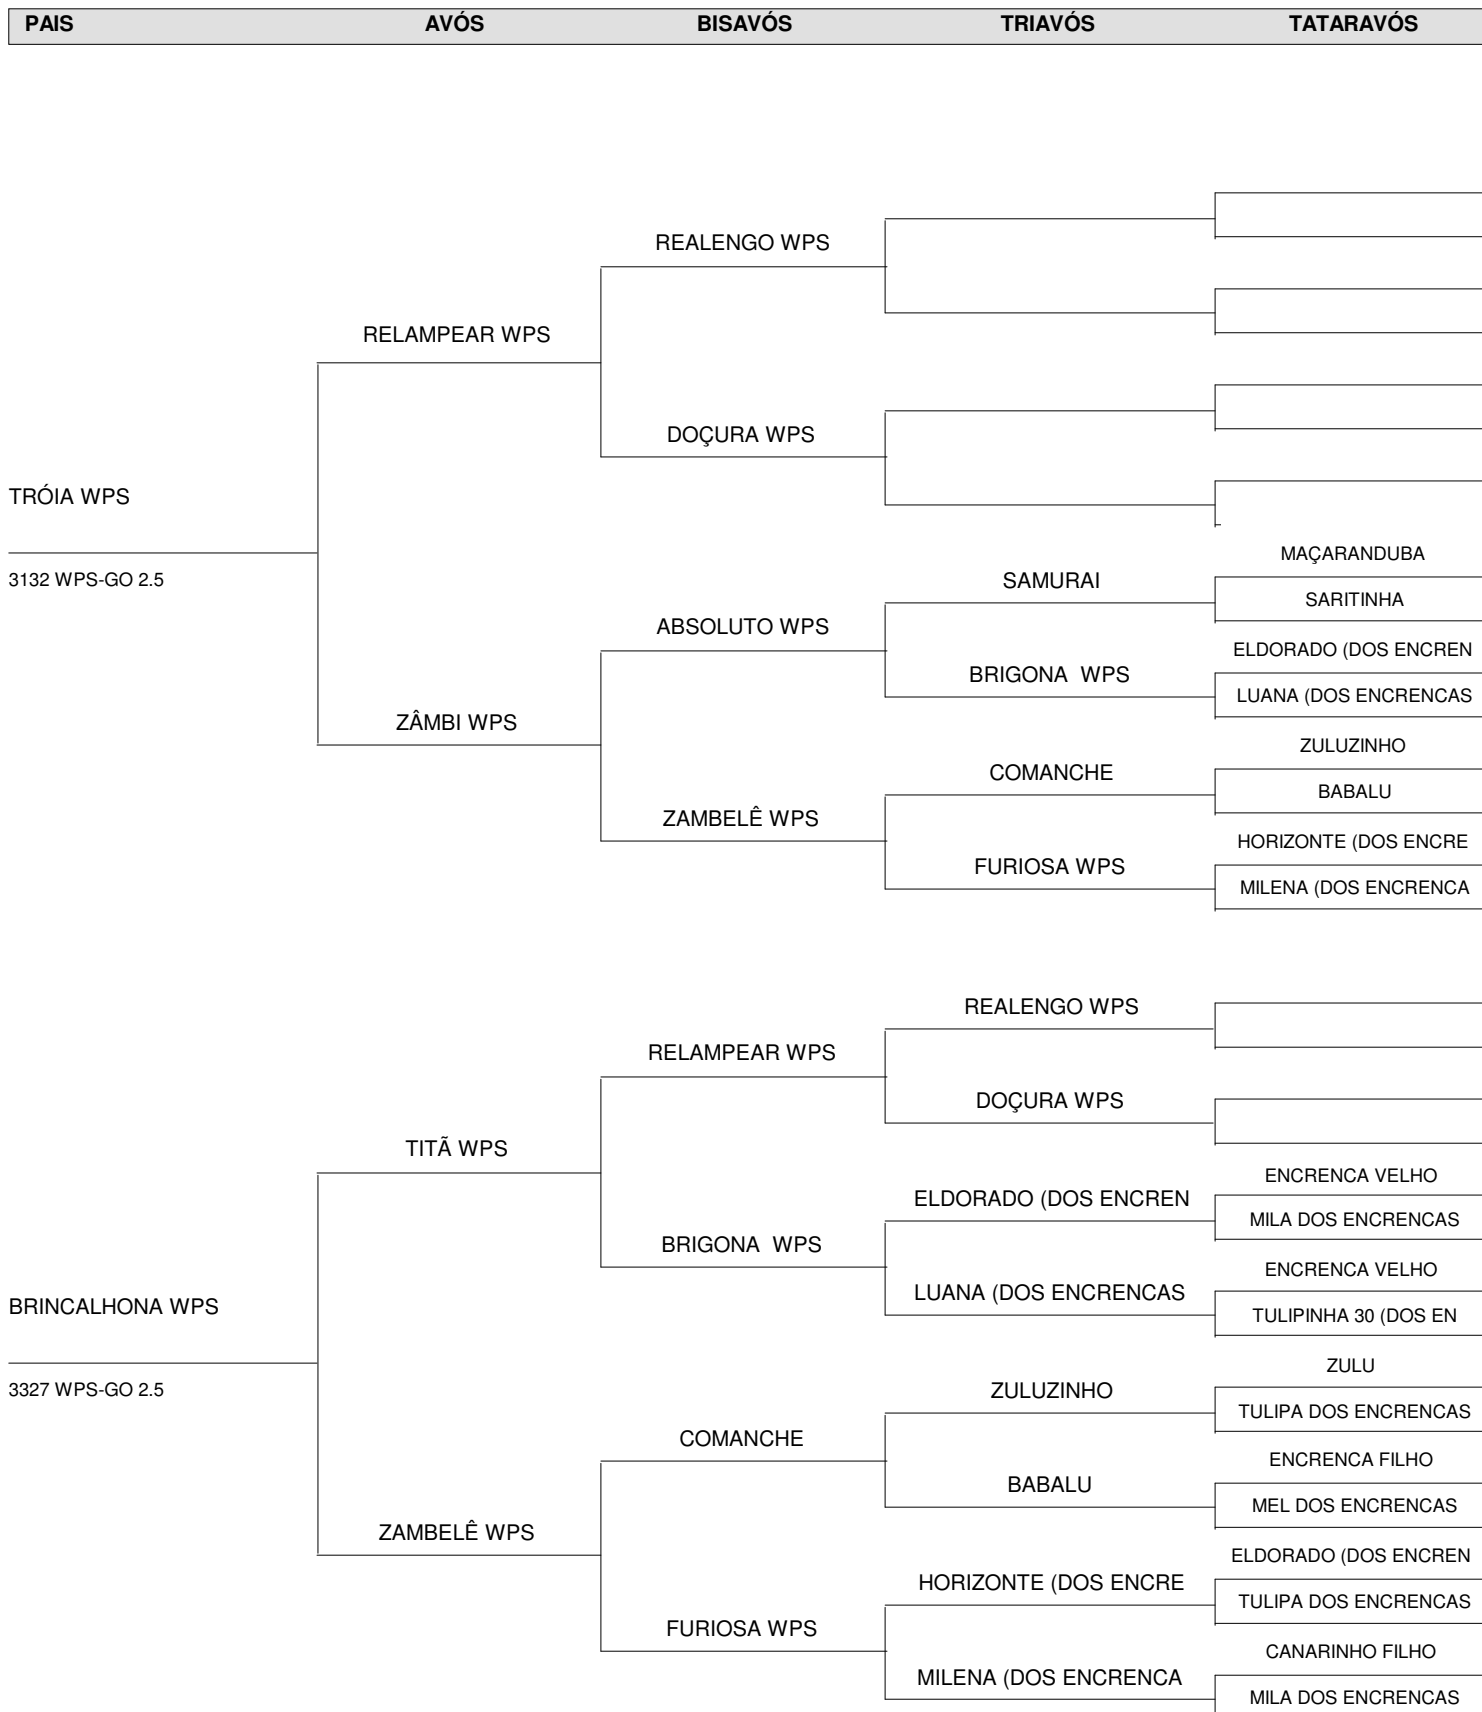 PAIS AVÓS BISAVÓS TRIAVÓS TATARAVÓS
REALENGO WPS
RELAMPEAR WPS
DOÇURA WPS
TRÓIA WPS
MAÇARANDUBA
3132 WPS-GO 2.5
SAMURAI
SARITINHA
ABSOLUTO WPS
ELDORADO (DOS ENCREN
BRIGONA  WPS
LUANA (DOS ENCRENCAS
ZÂMBI WPS
ZULUZINHO
COMANCHE
BABALU
ZAMBELÊ WPS
HORIZONTE (DOS ENCRE
FURIOSA WPS
MILENA (DOS ENCRENCA
REALENGO WPS
RELAMPEAR WPS
DOÇURA WPS
TITÃ WPS
ENCRENCA VELHO
ELDORADO (DOS ENCREN
MILA DOS ENCRENCAS
BRIGONA  WPS
ENCRENCA VELHO
LUANA (DOS ENCRENCAS
BRINCALHONA WPS
TULIPINHA 30 (DOS EN
ZULU
3327 WPS-GO 2.5
ZULUZINHO
TULIPA DOS ENCRENCAS
COMANCHE
ENCRENCA FILHO
BABALU
MEL DOS ENCRENCAS
ZAMBELÊ WPS
ELDORADO (DOS ENCREN
HORIZONTE (DOS ENCRE
TULIPA DOS ENCRENCAS
FURIOSA WPS
CANARINHO FILHO
MILENA (DOS ENCRENCA
MILA DOS ENCRENCAS